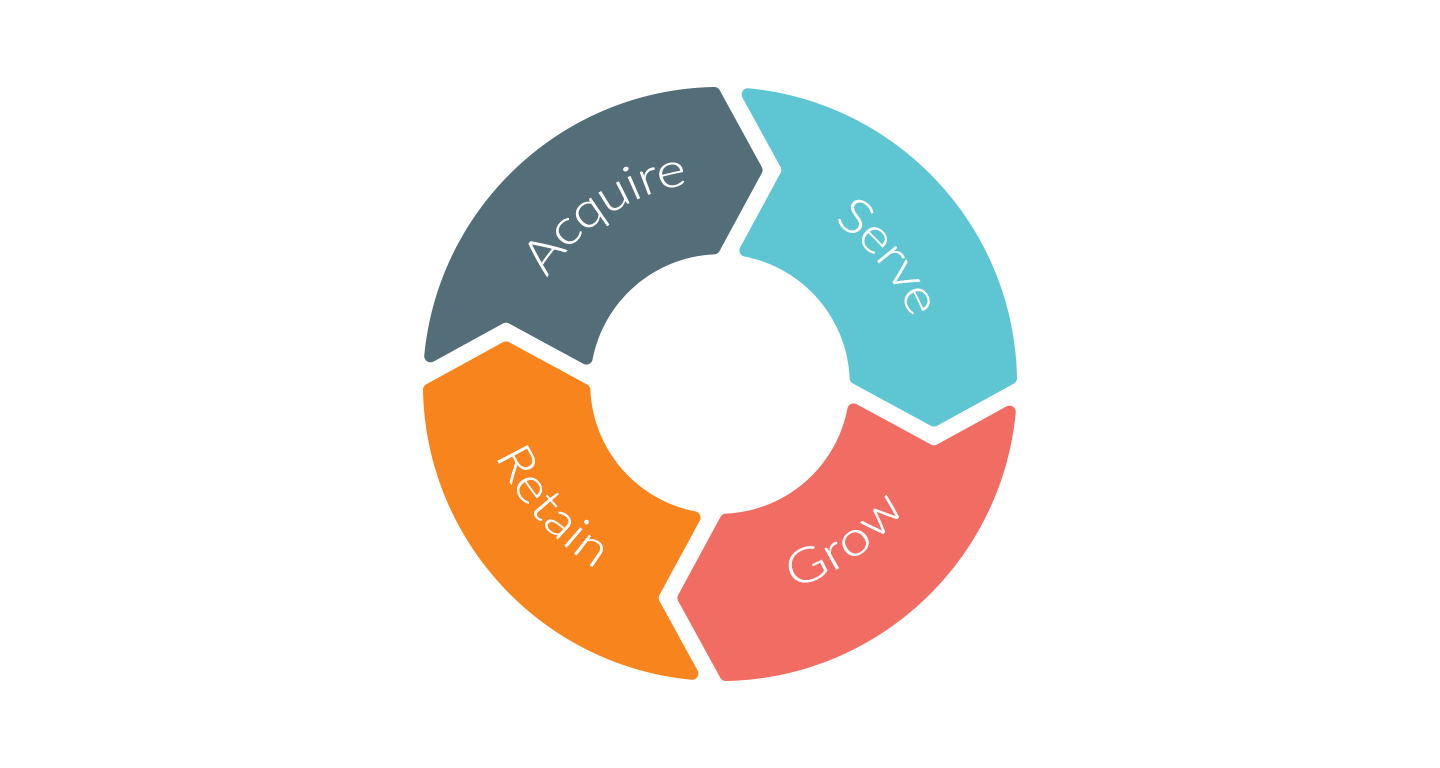 Acquire
Serve
Grow
Retain